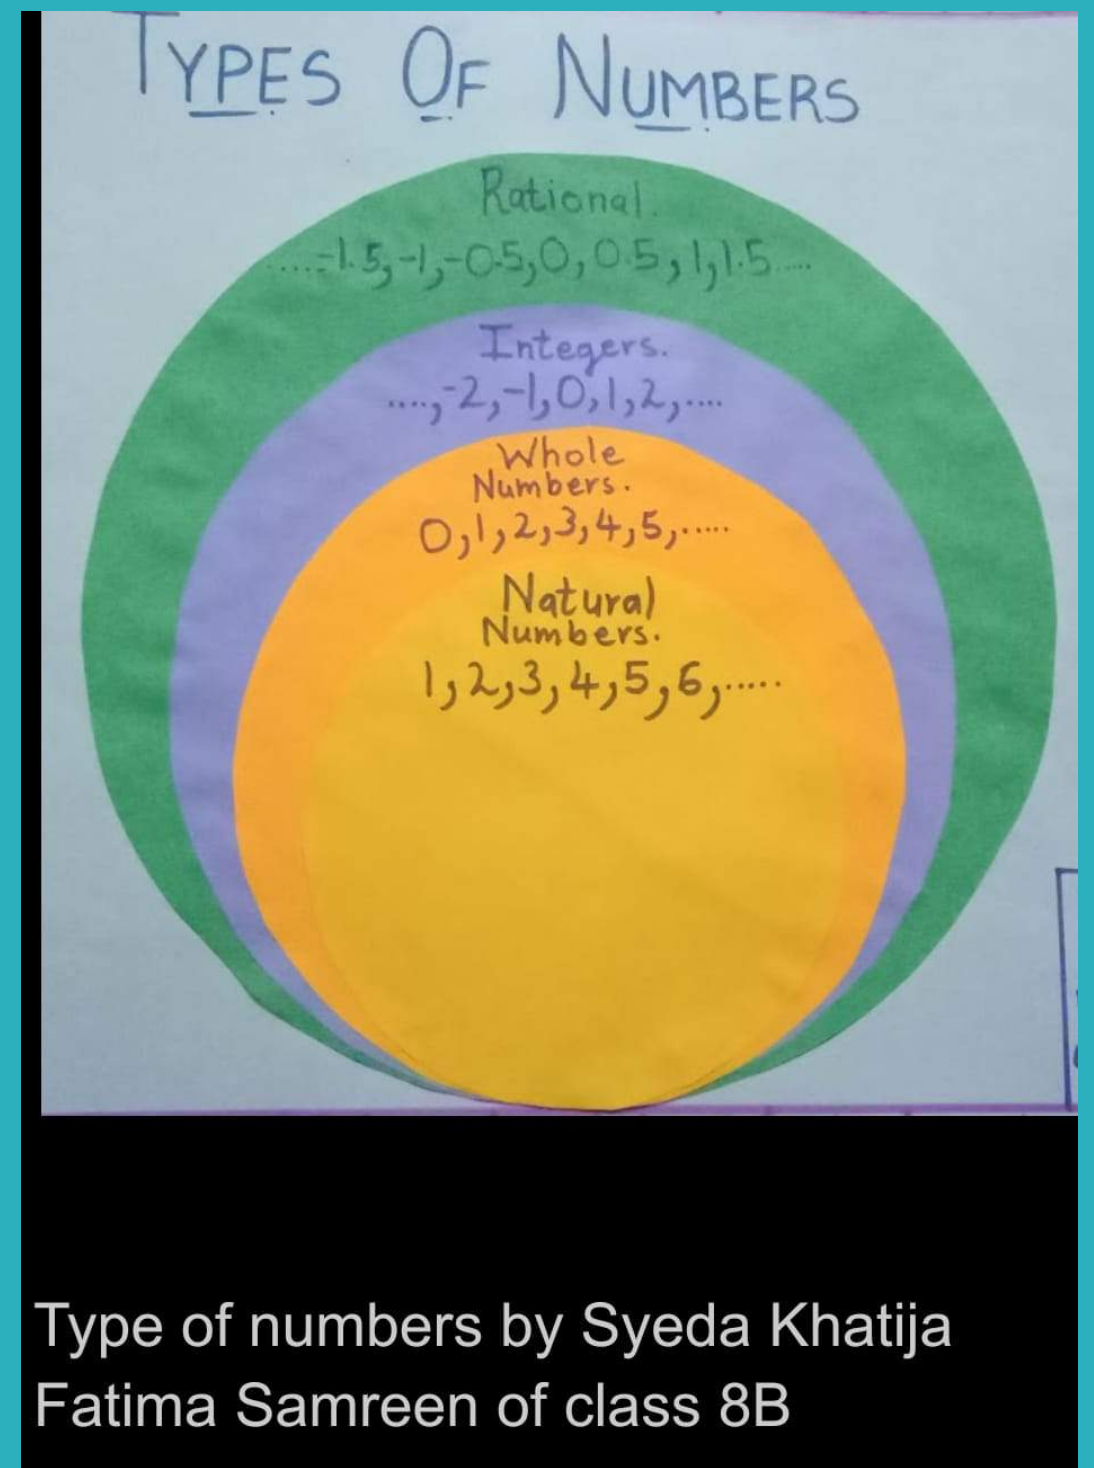 TYPES OF NUMBERS
Rational.
.....-1.5,-1,-0.5,0,0.5,1,1.5....
Integers.
....,-2,-1,0,1,2,....
Whole
Numbers.
0,1,2,3,4,5,.....
Natural
Numbers.
1,2,3,4,5,6,.....
Type of numbers by Syeda Khatija
Fatima Samreen of class 8B